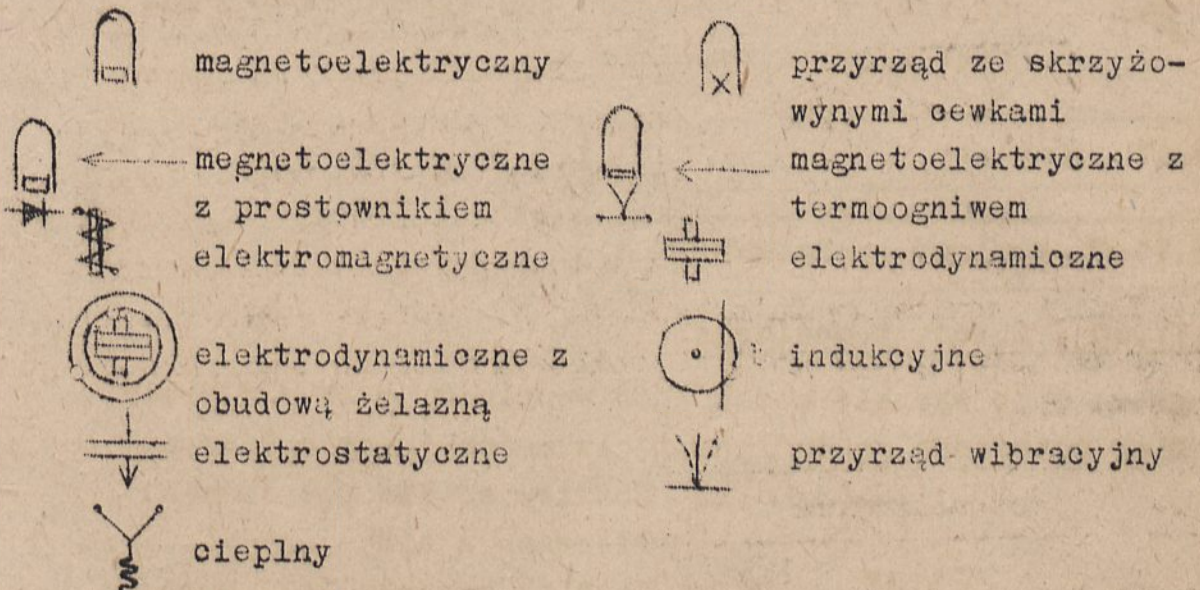 magnetoelektryczny
megnetoelektryczne
z prostownikiem
elektromagnetyczne
elektrodynamiczne z
obudową żelazną
elektrostatyczne
cieplny
przyrząd ze skrzyżo-
wynymi cewkami
magnetoelektryczne z
termoogniwem
elektrodynamiczne
indukcyjne
przyrząd wibracyjny